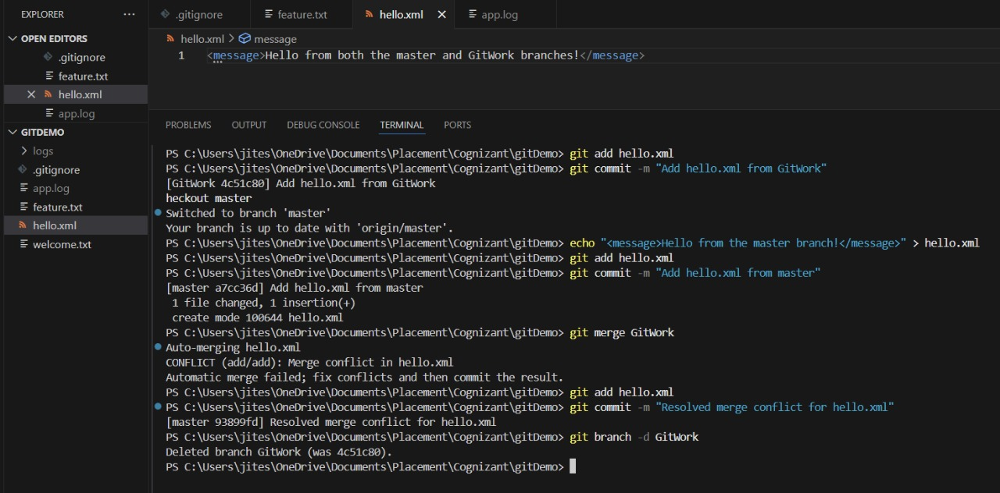 EXPLORER ···
OPEN EDITORS
.gitignore
feature.txt
hello.xml
app.log
GITDEMO
logs
.gitignore
app.log
feature.txt
hello.xml
welcome.txt
.gitignore feature.txt hello.xml app.log
hello.xml > message
1 <message>Hello from both the master and GitWork branches!</message>
PROBLEMS OUTPUT DEBUG CONSOLE TERMINAL PORTS
PS C:\Users\jites\OneDrive\Documents\Placement\Cognizant\gitDemo> git add hello.xml
PS C:\Users\jites\OneDrive\Documents\Placement\Cognizant\gitDemo> git commit -m "Add hello.xml from GitWork"
[GitWork 4c51c80] Add hello.xml from GitWork
heckout master
Switched to branch 'master'
Your branch is up to date with 'origin/master'.
PS C:\Users\jites\OneDrive\Documents\Placement\Cognizant\gitDemo> echo "<message>Hello from the master branch!</message>" > hello.xml
PS C:\Users\jites\OneDrive\Documents\Placement\Cognizant\gitDemo> git add hello.xml
PS C:\Users\jites\OneDrive\Documents\Placement\Cognizant\gitDemo> git commit -m "Add hello.xml from master"
[master a7cc36d] Add hello.xml from master
1 file changed, 1 insertion(+)
create mode 100644 hello.xml
PS C:\Users\jites\OneDrive\Documents\Placement\Cognizant\gitDemo> git merge GitWork
Auto-merging hello.xml
CONFLICT (add/add): Merge conflict in hello.xml
Automatic merge failed; fix conflicts and then commit the result.
PS C:\Users\jites\OneDrive\Documents\Placement\Cognizant\gitDemo> git add hello.xml
PS C:\Users\jites\OneDrive\Documents\Placement\Cognizant\gitDemo> git commit -m "Resolved merge conflict for hello.xml"
[master 93899fd] Resolved merge conflict for hello.xml
PS C:\Users\jites\OneDrive\Documents\Placement\Cognizant\gitDemo> git branch -d GitWork
Deleted branch GitWork (was 4c51c80).
PS C:\Users\jites\OneDrive\Documents\Placement\Cognizant\gitDemo>